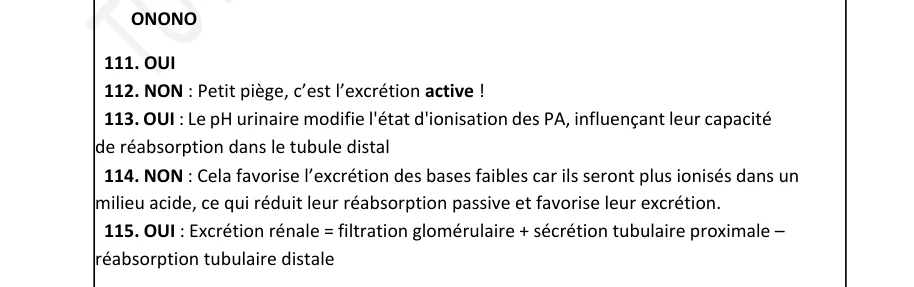 ONONO
111. OUI
112. NON : Petit piège, c’est l’excrétion active !
113. OUI : Le pH urinaire modifie l'état d'ionisation des PA, influençant leur capacité
de réabsorption dans le tubule distal
114. NON : Cela favorise l’excrétion des bases faibles car ils seront plus ionisés dans un
milieu acide, ce qui réduit leur réabsorption passive et favorise leur excrétion.
115. OUI : Excrétion rénale = filtration glomérulaire + sécrétion tubulaire proximale –
réabsorption tubulaire distale